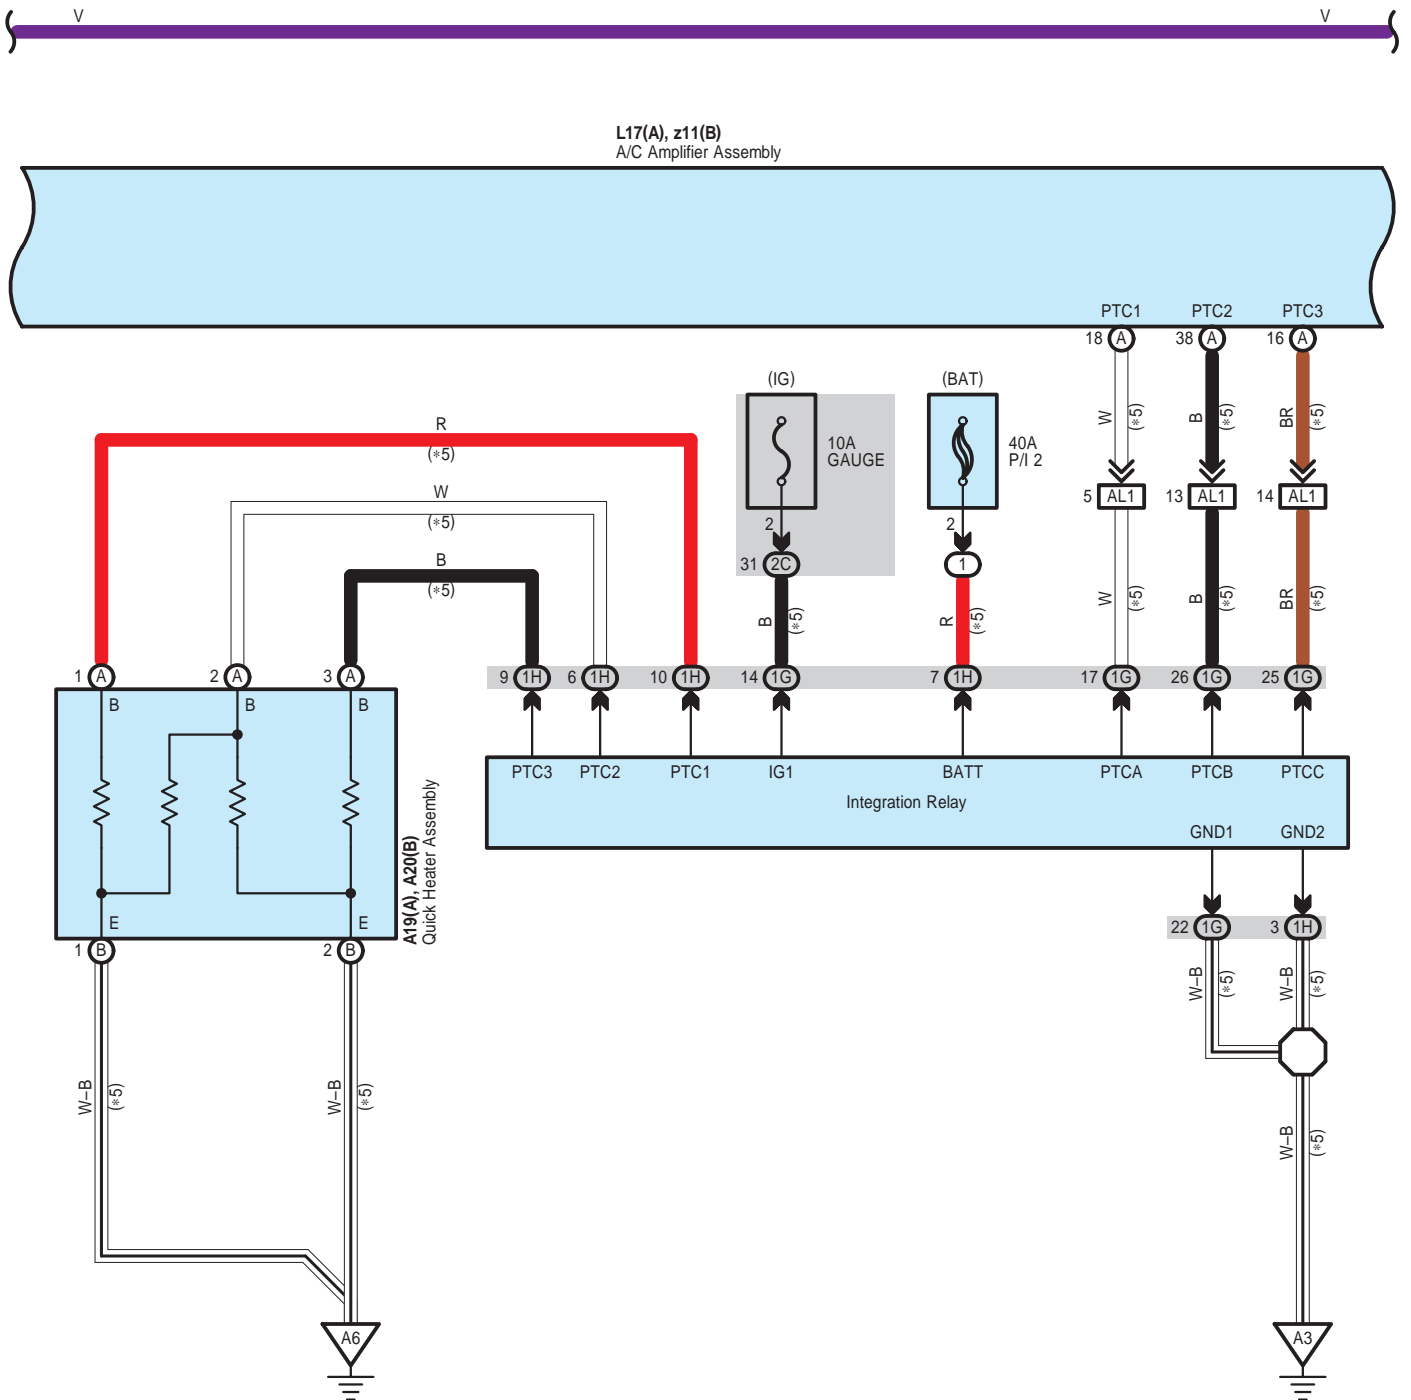 V V
L17(A), z11(B)
A/C Amplifier Assembly
PTC1 PTC2 PTC3
18 A 38 A 16 A
(IG) (BAT)
10A
GAUGE
40A
P/I 2
W (*5) B (*5) BR (*5)
R
(*5)
W
(*5)
B
(*5)
5 AL1 13 AL1 14 AL1
2 2
31 2C 1
B (*5) R (*5) W (*5) B (*5) BR (*5)
1 A 2 A 3 A
9 1H 6 1H 10 1H 14 1G 7 1H 17 1G 26 1G 25 1G
B B B
PTC3 PTC2 PTC1 IG1 BATT PTCA PTCB PTCC
Integration Relay
GND1 GND2
A19(A), A20(B)
Quick Heater Assembly
E E
1 B 2 B
22 1G 3 1H
W–B (*5) W–B (*5)
W–B (*5) W–B (*5) W–B (*5)
A6 A3